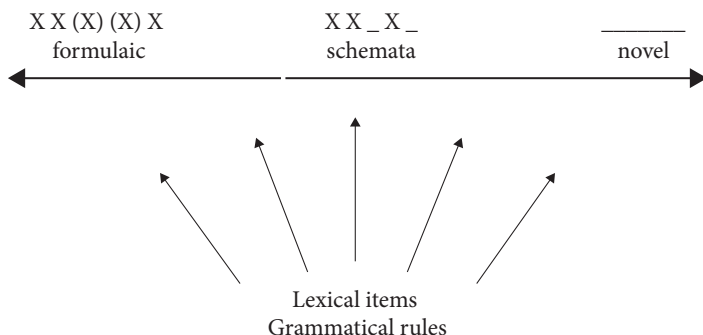 X X (X) (X) X X X _ X _ _______
formulaic schemata novel
Lexical items
Grammatical rules